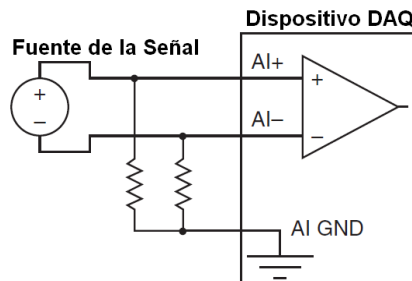 Dispositivo DAQ
Fuente de la Señal
AI+
+
+
AI–
–
–
AI GND